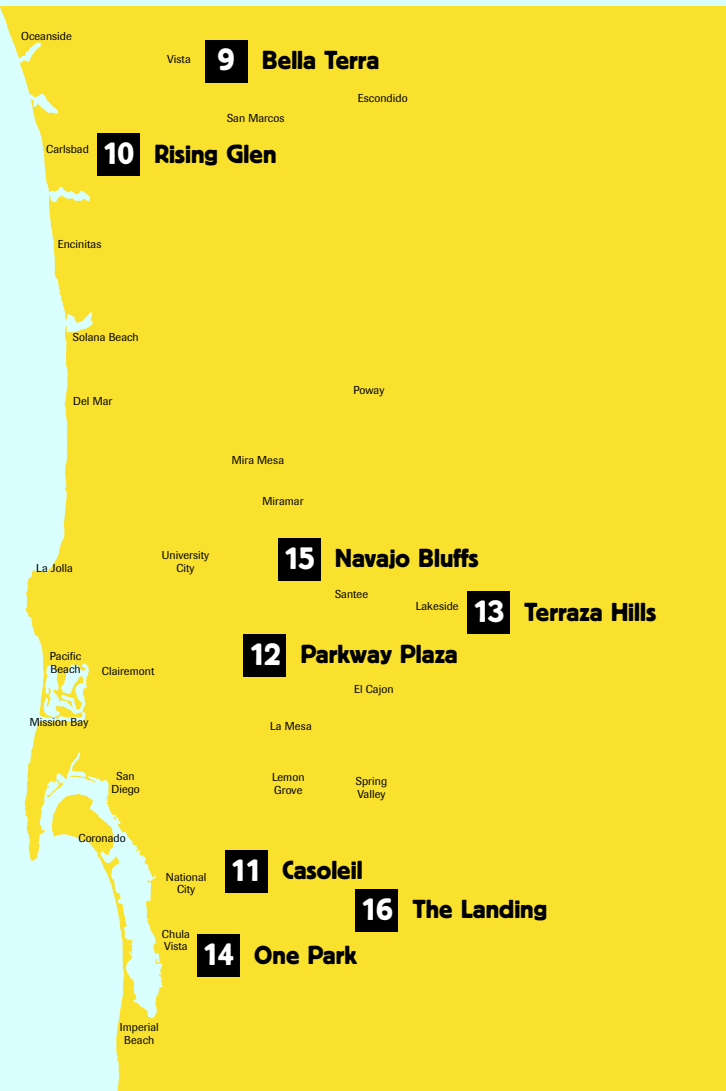 Oceanside
Vista
9 Bella Terra
Escondido
San Marcos
Carlsbad
10 Rising Glen
Encinitas
Solana Beach
Poway
Del Mar
Mira Mesa
Miramar
University
City
15 Navajo Bluffs
La Jolla
Santee
Lakeside
13 Terraza Hills
12 Parkway Plaza
Pacific
Beach
Clairemont
El Cajon
Mission Bay
La Mesa
San
Diego
Lemon
Grove
Spring
Valley
Coronado
National
City
11 Casoleil
16 The Landing
Chula
Vista
14 One Park
Imperial
Beach